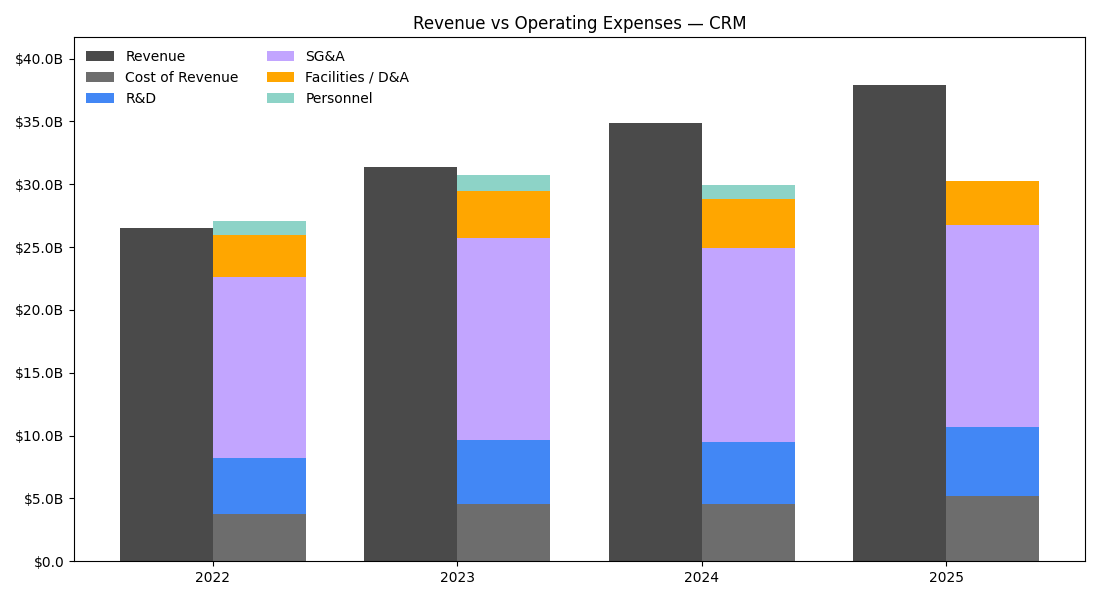 Revenue vs Operating Expenses — CRM
Revenue
Cost of Revenue
R&D
SG&A
Facilities / D&A
Personnel
$40.0B
$35.0B
$30.0B
$25.0B
$20.0B
$15.0B
$10.0B
$5.0B
$0.0
2022 2023 2024 2025